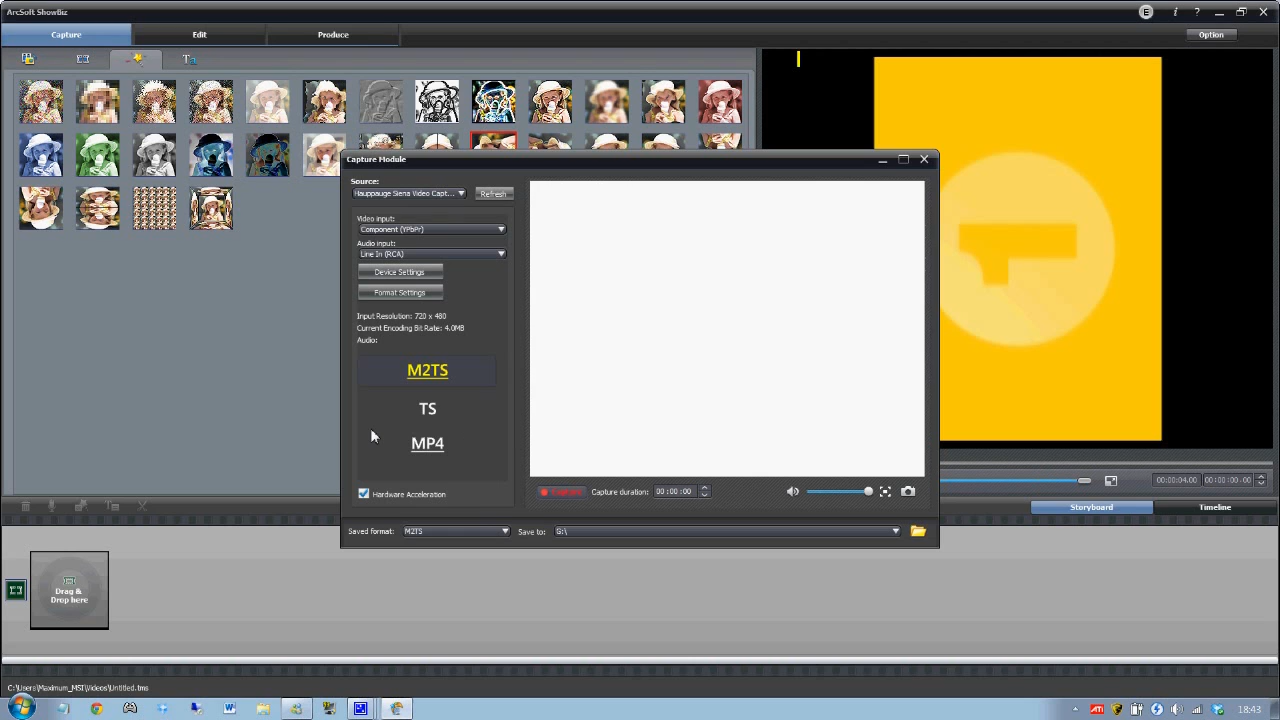 ArcSoft ShowBiz
Capture
Edit
Produce
Option
Capture Module
Source:
Hauppauge Siena Video Capt...
Refresh
Video input:
Component (YPbPr)
Audio input:
Line In (RCA)
Device Settings
Format Settings
Input Resolution: 720 x 480
Current Encoding Bit Rate: 4.0MB
Audio:
M2TS
TS
MP4
Hardware Acceleration
Capture duration: 00:00:00
Saved format: M2TS
Save to: G:\
00:00:04.00
00:00:00.00
Storyboard
Timeline
Drag &
Drop here
C:\Users\Maximum_MSI\Videos\Untitled.tms
18:43